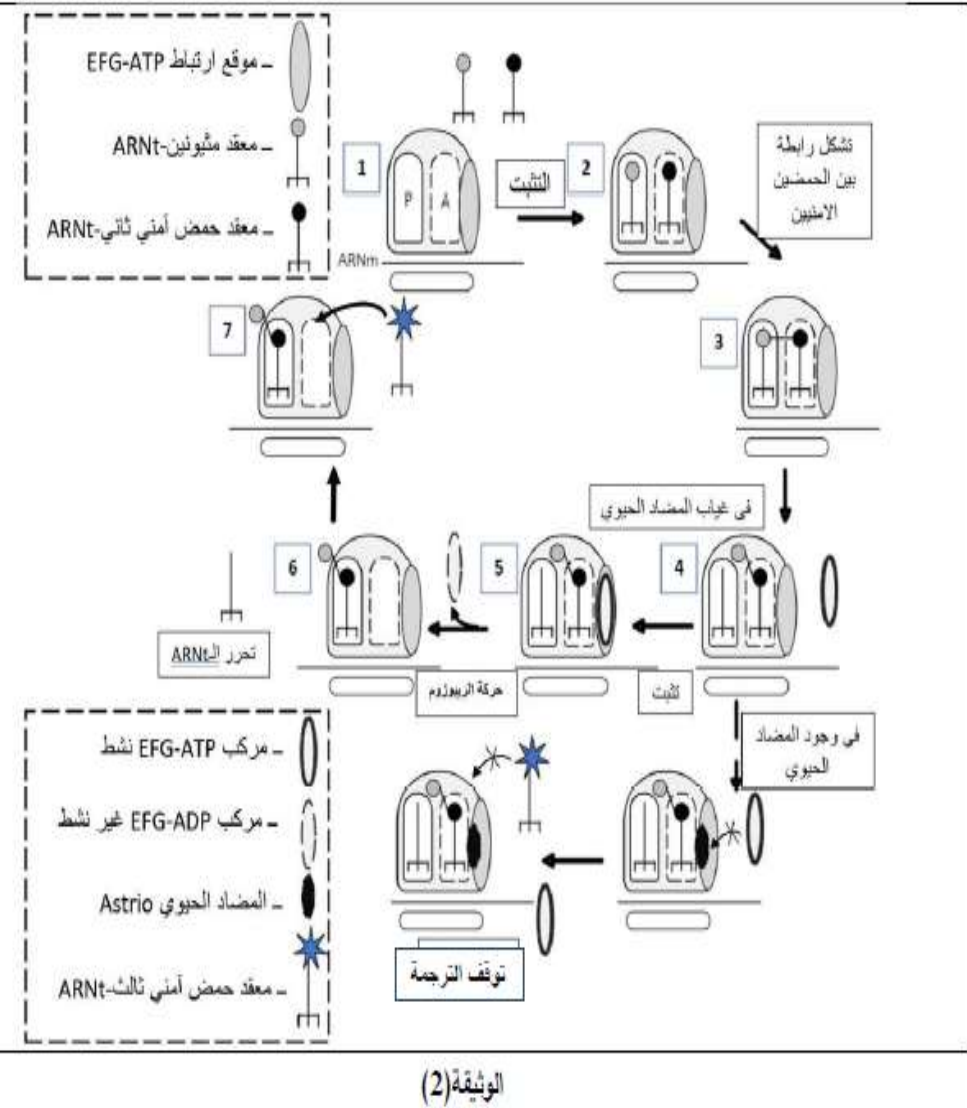 ـ موقع ارتباط EFG-ATP
ـ معقد مثيونين-ARNt
ـ معقد حمض أمني ثاني-ARNt
1
P
A
ARNm
التثبت
2
تشكل رابطة
بين الحمضين
الامنيين
3
7
في غياب المضاد الحيوي
4
5
6
تحرر الـARNt
حركة الريبوزوم
تثبت
في وجود المضاد
الحيوي
ـ مركب EFG-ATP نشط
ـ مركب EFG-ADP غير نشط
ـ المضاد الحيوي Astrio
ـ معقد حمض أمني ثالث-ARNt
توقف الترجمة
الوثيقة(2)